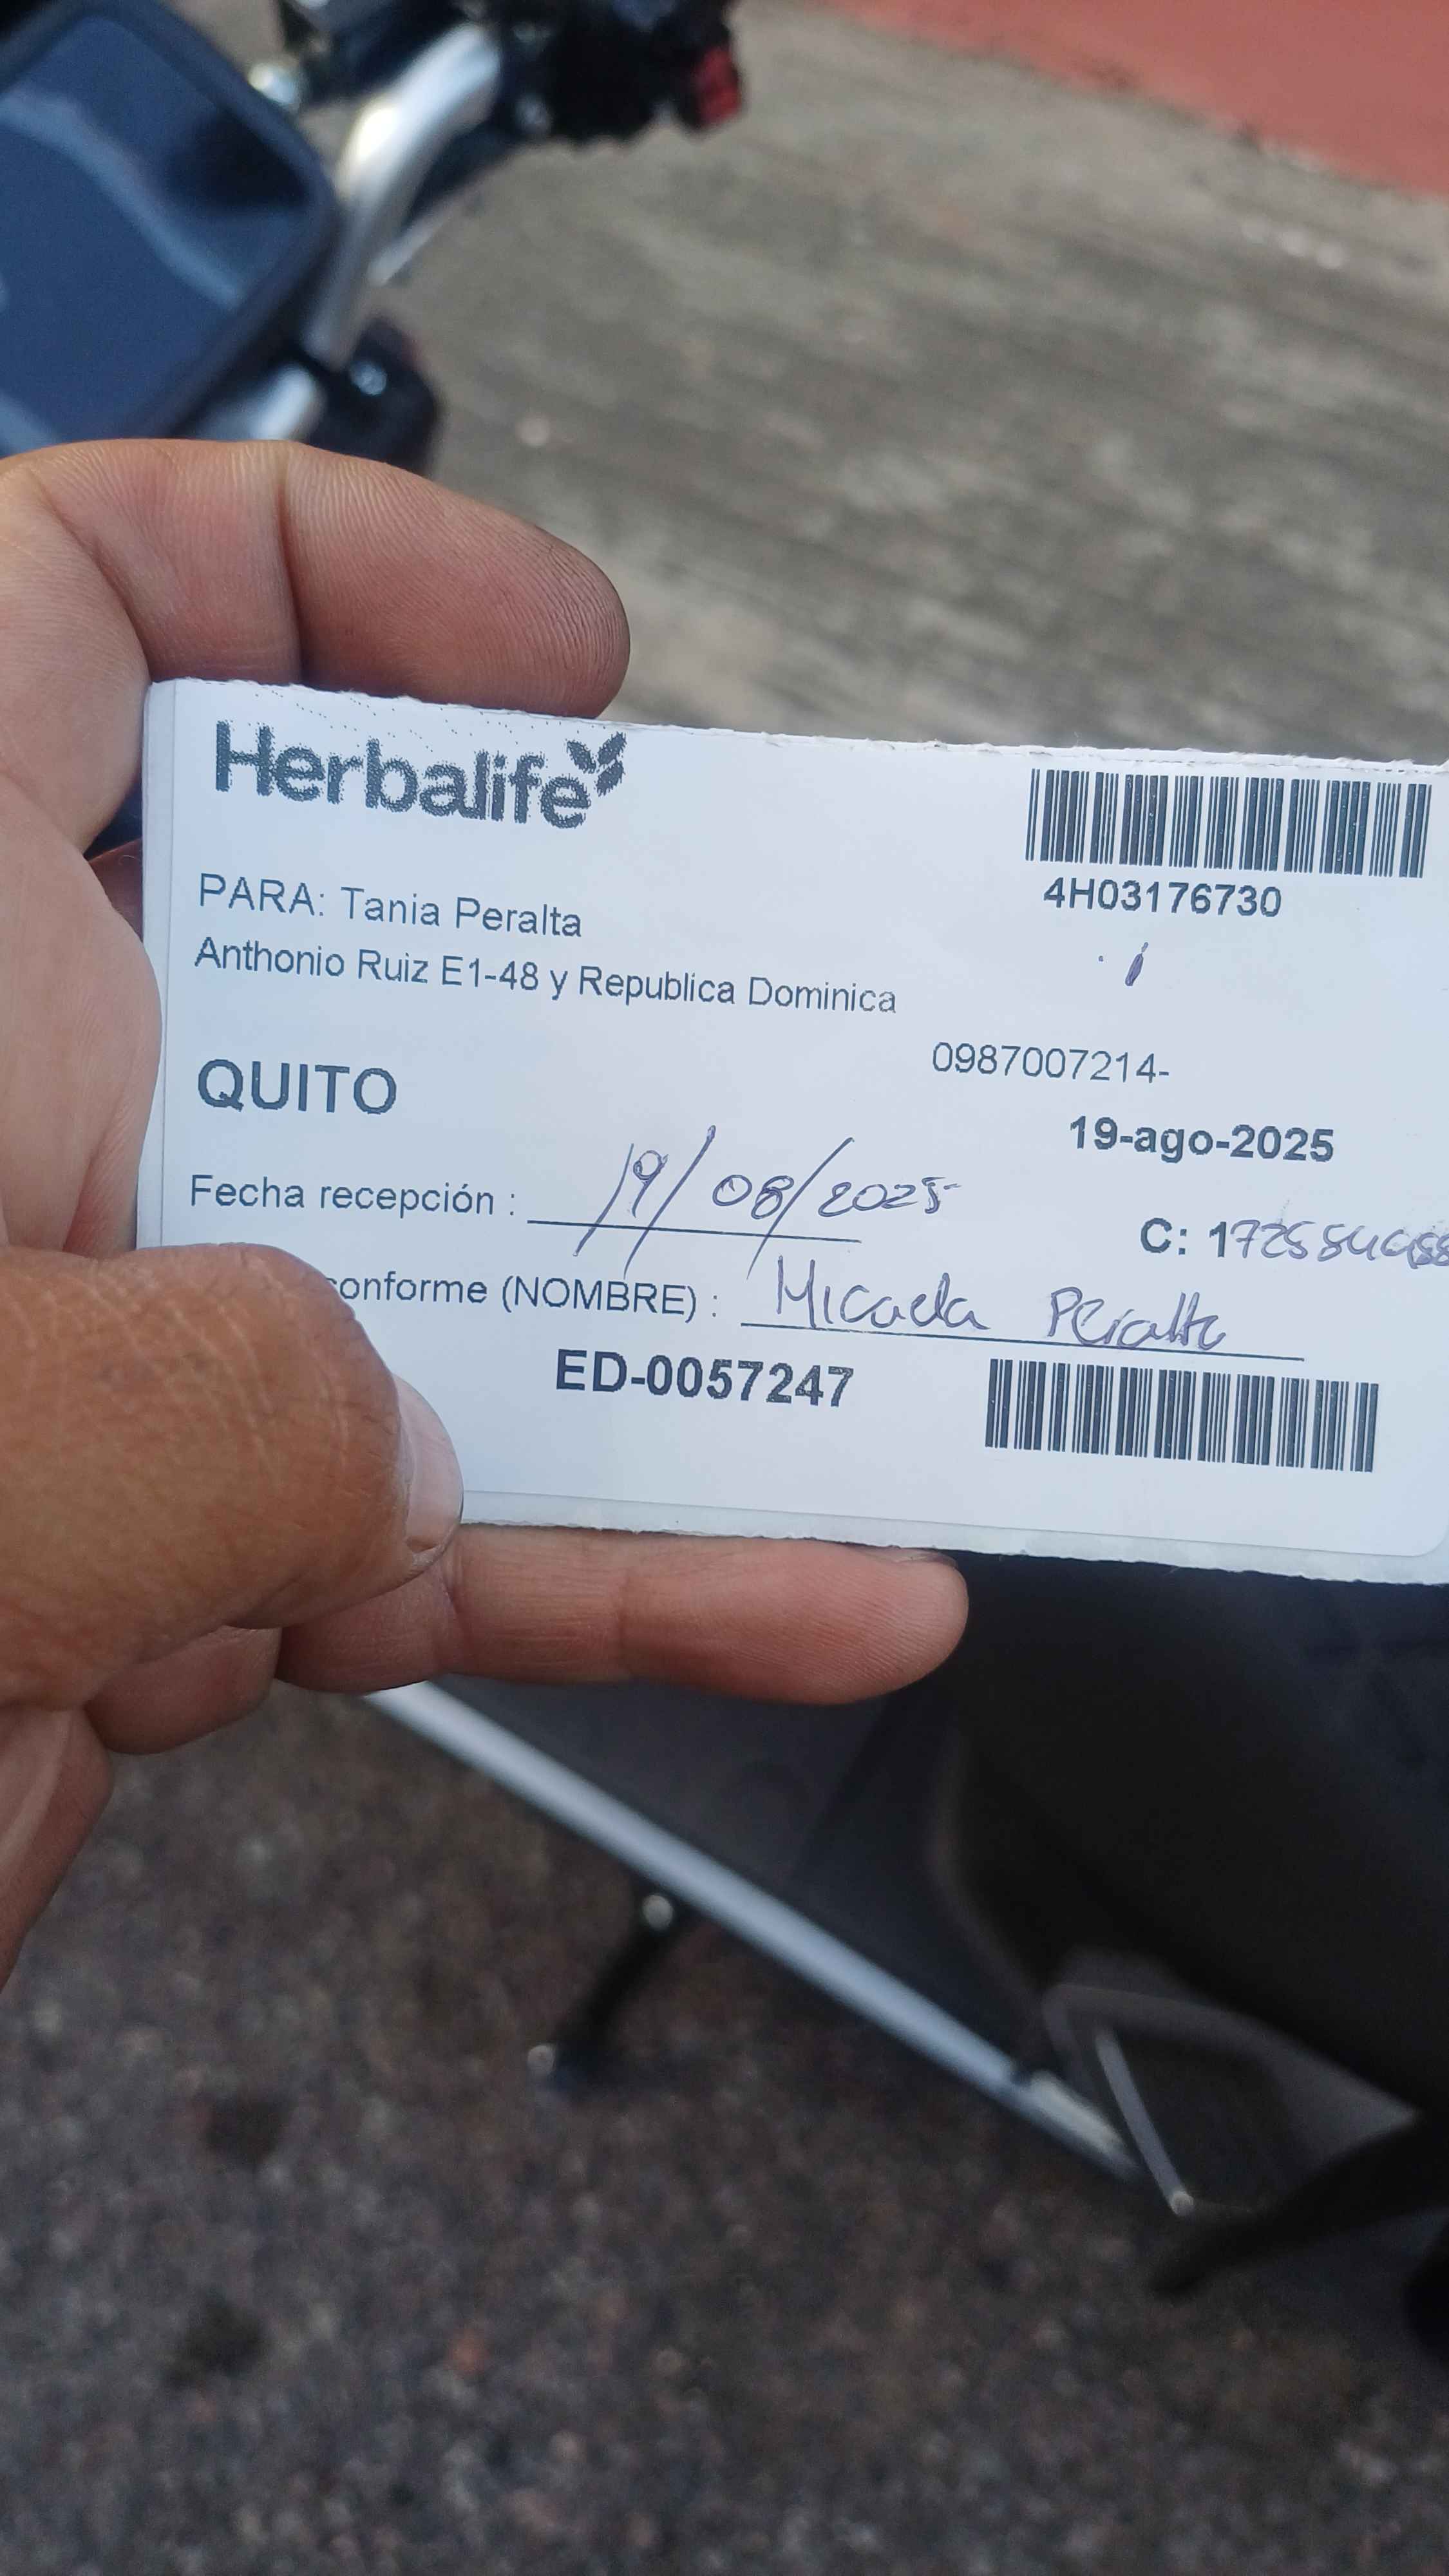 Herbalife
4H03176730
PARA: Tania Peralta
Anthonio Ruiz E1-48 y Republica Dominica
0987007214-
QUITO
19-ago-2025
Fecha recepción : 19/08/2025
C:
conforme (NOMBRE) : Micaela Peralta
ED-0057247